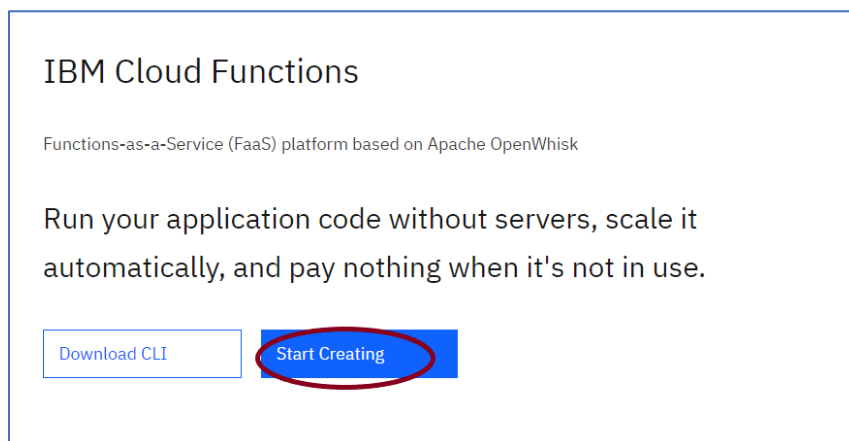 IBM Cloud Functions
Functions-as-a-Service (FaaS) platform based on Apache OpenWhisk
Run your application code without servers, scale it
automatically, and pay nothing when it's not in use.
Download CLI
Start Creating